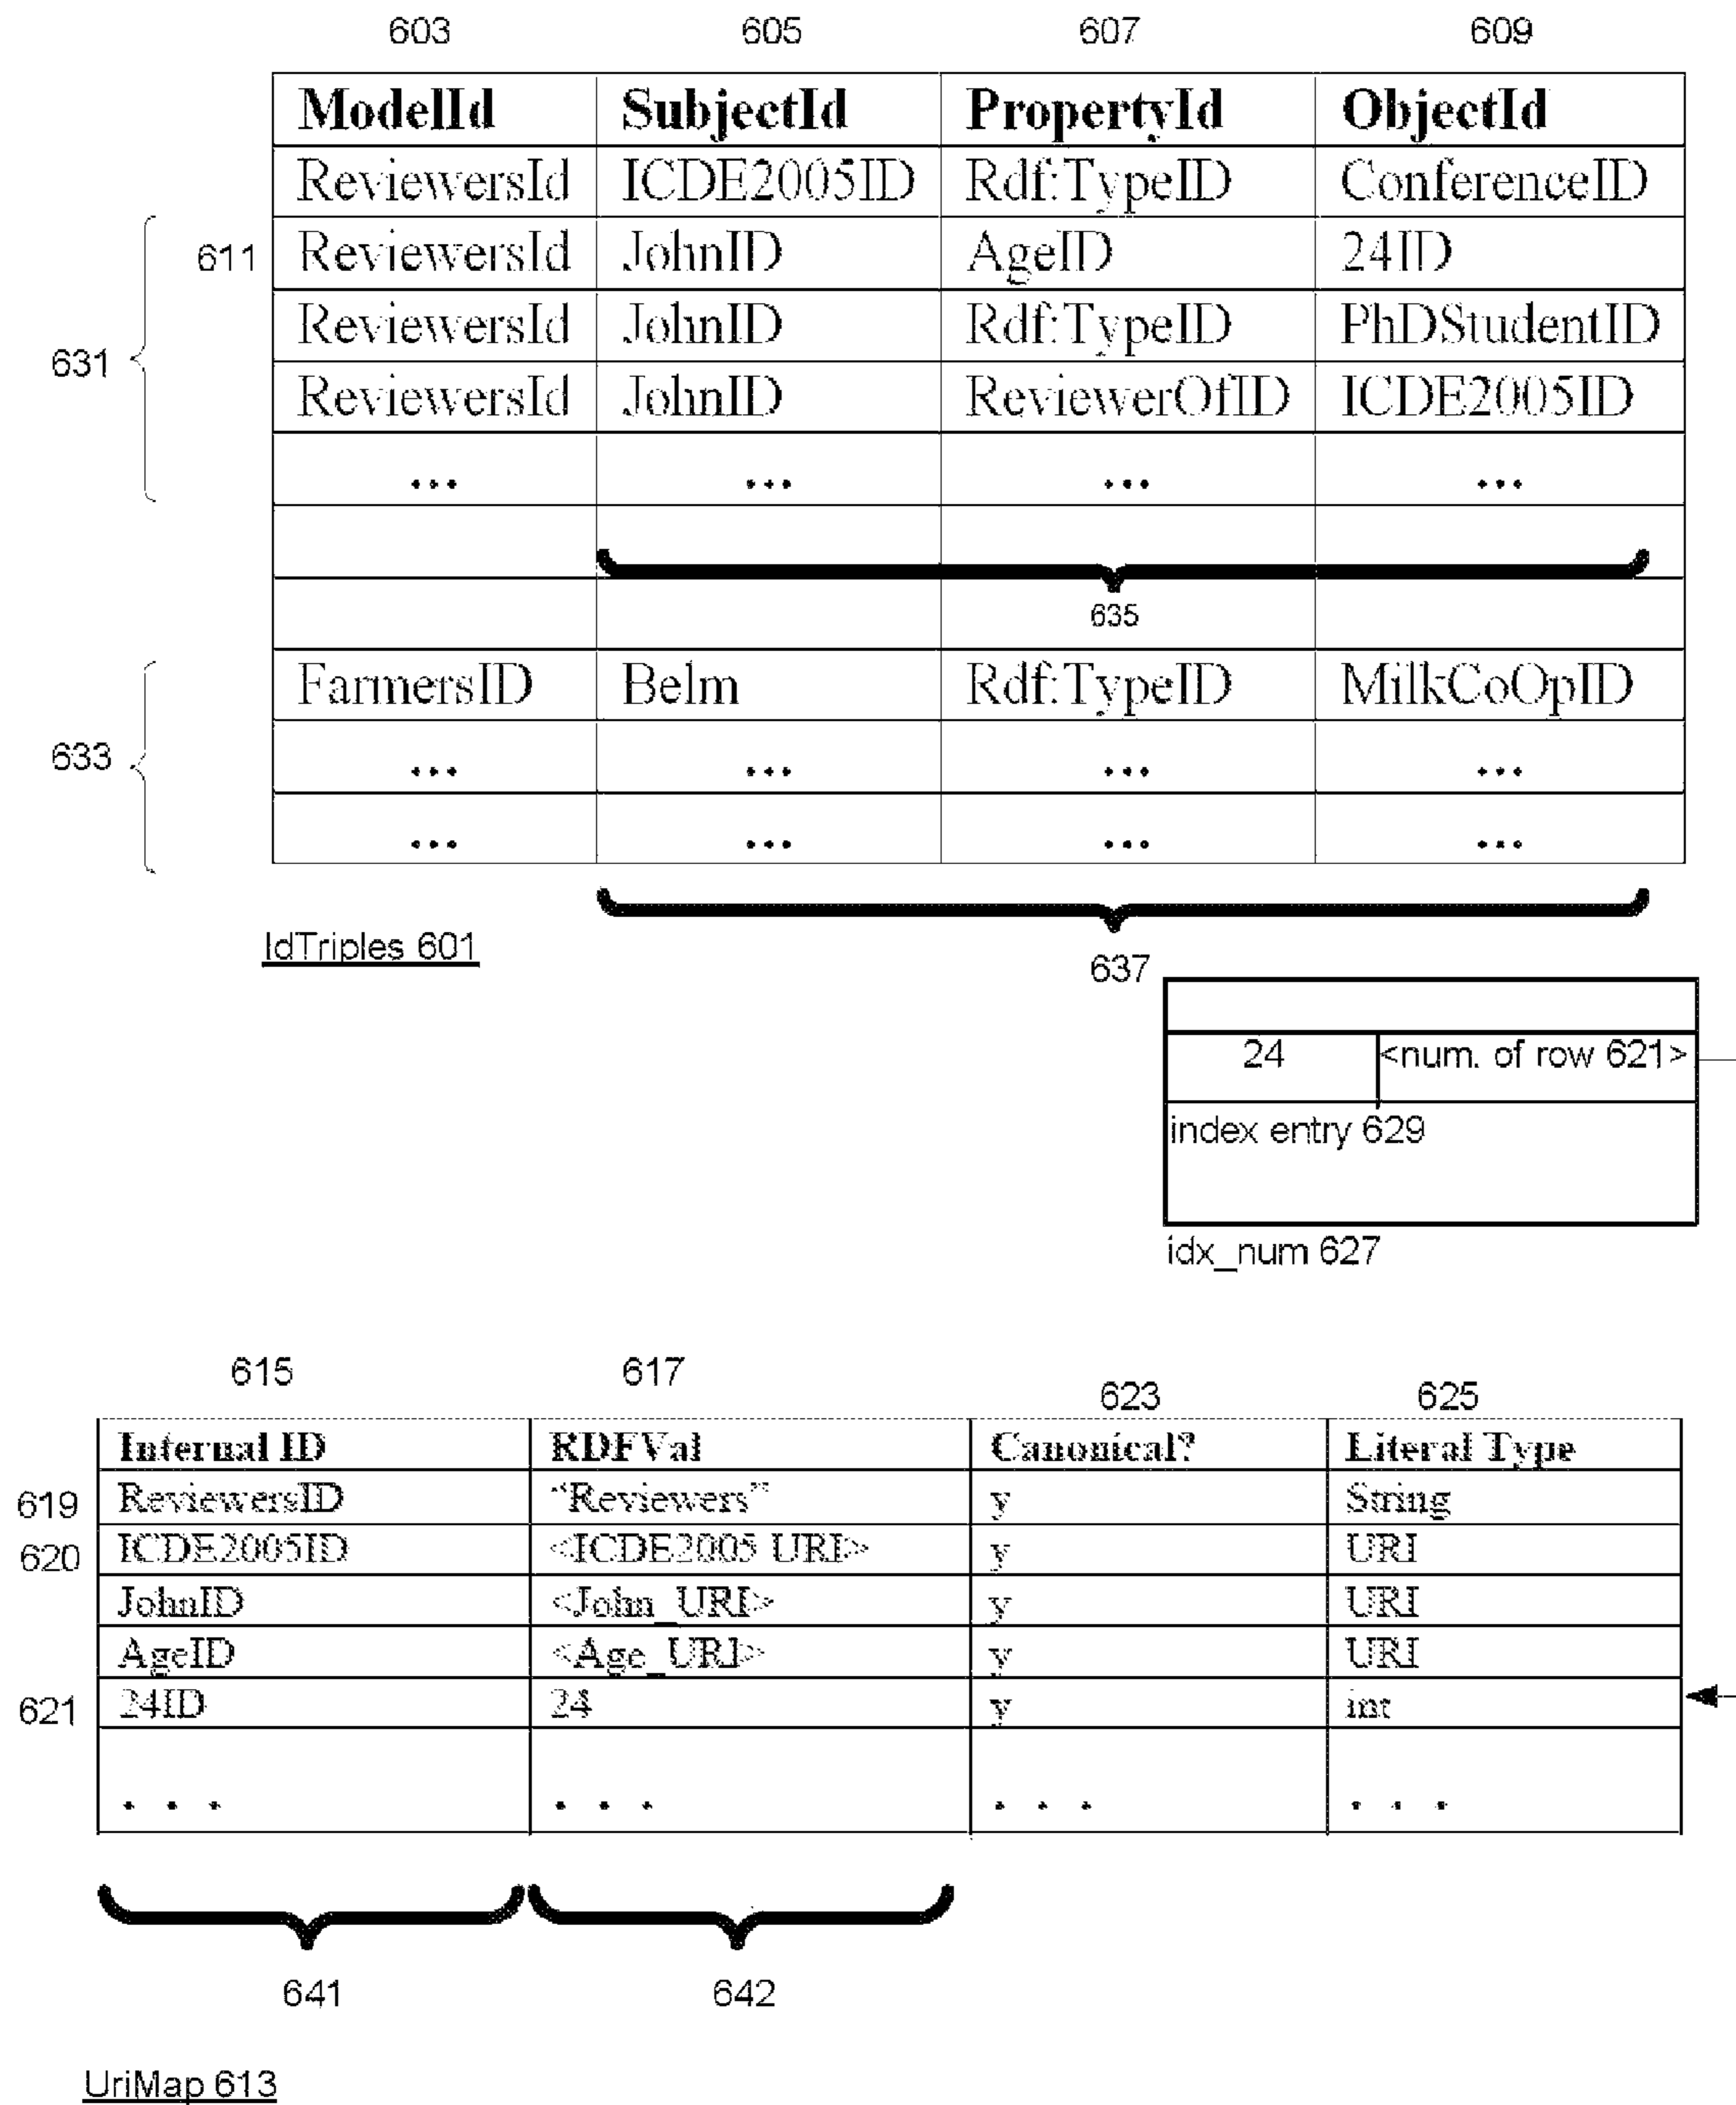 603 605 607 609
ModelId SubjectId PropertyId ObjectId
ReviewersId ICDE2005ID Rdf:TypeID ConferenceID
611 ReviewersId JohnID AgeID 24ID
ReviewersId JohnID Rdf:TypeID PhDStudentID
631
ReviewersId JohnID ReviewerOfID ICDE2005ID
... ... ... ...
635
FarmersID Belm Rdf:TypeID MilkCoOpID
633
... ... ... ...
... ... ... ...
IdTriples 601
637
24 <num. of row 621>
index entry 629
idx_num 627
615 617 623 625
Internal ID RDFVal Canonical? Literal Type
619 ReviewersID “Reviewers” y String
620 ICDE2005ID <ICDE2005 URI> y URI
JohnID <John_URI> y URI
AgeID <Age_URI> y URI
621 24ID 24 y int
. . . . . . . . . . . .
641 642
UriMap 613